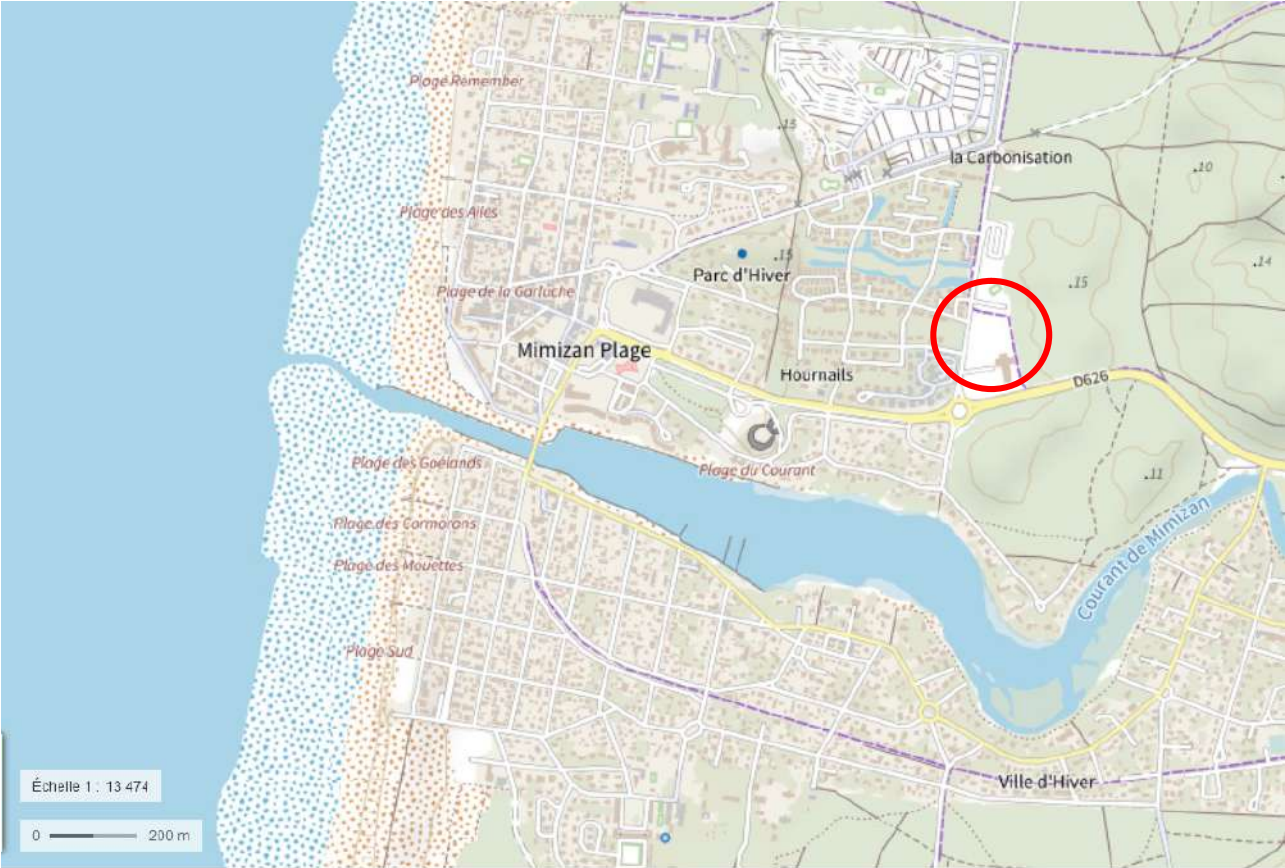 Plage Remember
.15
la Carbonisation
.10
Plage des Ailes
.15
Parc d'Hiver
.14
.15
Plage de la Garluche
Mimizan Plage
Hournails
D626
Plage des Goélands
Plage du Courant
.11
Plage des Cormorans
Courant de Mimizan
Plage des Mouettes
Plage Sud
Ville d'Hiver
Échelle 1 : 13 474
0 200 m